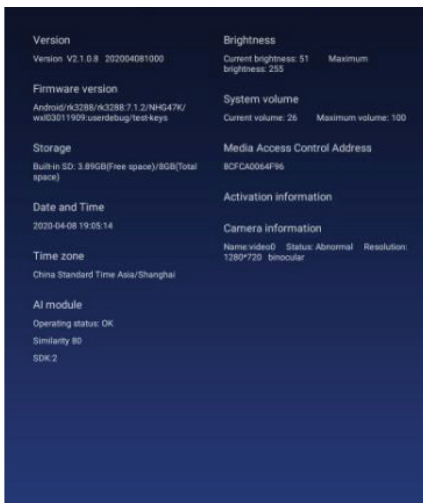 Version
Version V2.1.0.8 202004081000
Firmware version
Android/rk3288/rk3288:7.1.2/NHG47K/
wxl03011909:userdebug/test-keys
Storage
Built-in SD: 3.89GB(Free space)/8GB(Total
space)
Date and Time
2020-04-08 19:05:14
Time zone
China Standard Time Asia/Shanghai
AI module
Operating status: OK
Similarity 80
SDK:2
Brightness
Current brightness: 51 Maximum
brightness: 255
System volume
Current volume: 26 Maximum volume: 100
Media Access Control Address
8CFCA0064F96
Activation information
Camera information
Name:video0 Status: Abnormal Resolution:
1280*720 binocular